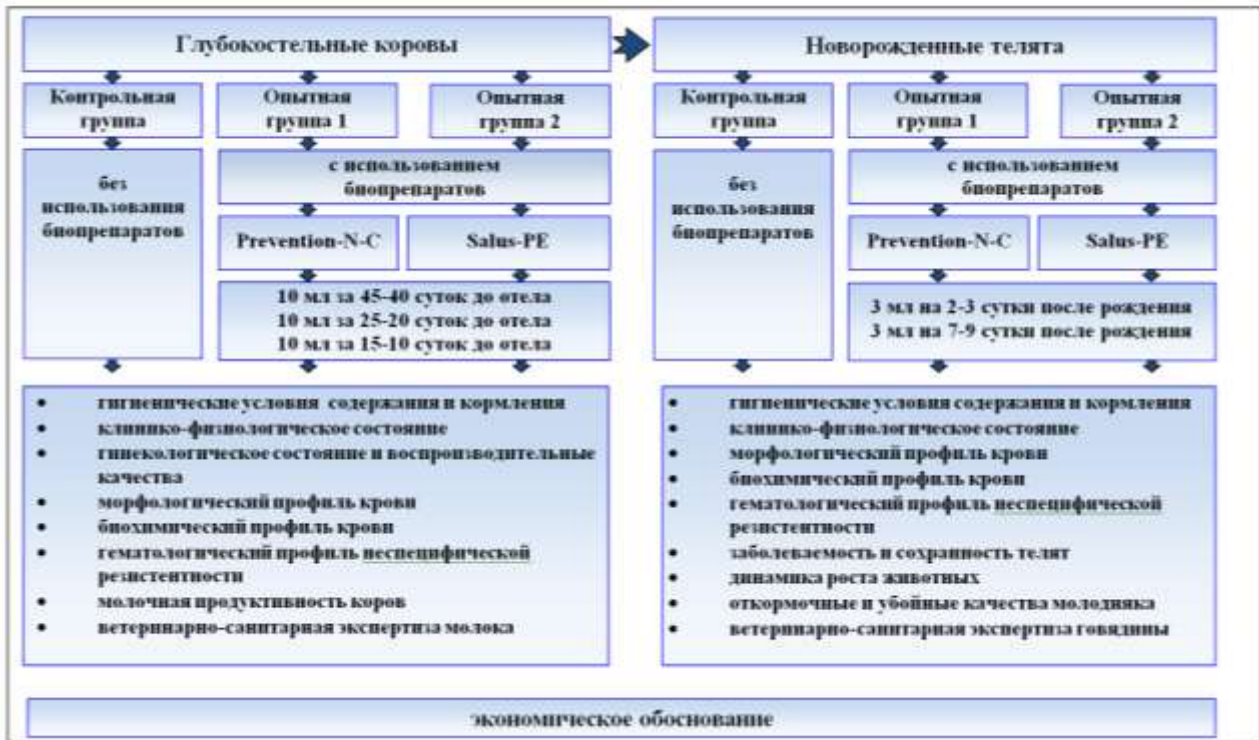 Глубокостельные коровы
Новорожденные телята
Контрольная
группа
Опытная
группа 1
Опытная
группа 2
Контрольная
группа
Опытная
группа 1
Опытная
группа 2
без
использования
биопрепаратов
с использованием
биопрепаратов
Prevention-N-C
Salus-PE
10 мл за 45-40 суток до отела
10 мл за 25-20 суток до отела
10 мл за 15-10 суток до отела
без
использования
биопрепаратов
с использованием
биопрепаратов
Prevention-N-C
Salus-PE
3 мл на 2-3 сутки после рождения
3 мл на 7-9 сутки после рождения
• гигиенические условия содержания и кормления
• клинико-физиологическое состояние
• гинекологическое состояние и воспроизводительные
качества
• морфологический профиль крови
• биохимический профиль крови
• гематологический профиль неспецифической
резистентности
• молочная продуктивность коров
• ветеринарно-санитарная экспертиза молока
• гигиенические условия содержания и кормления
• клинико-физиологическое состояние
• морфологический профиль крови
• биохимический профиль крови
• гематологический профиль неспецифической
резистентности
• заболеваемость и сохранность телят
• динамика роста животных
• откормочные и убойные качества молодняка
• ветеринарно-санитарная экспертиза говядины
экономическое обоснование